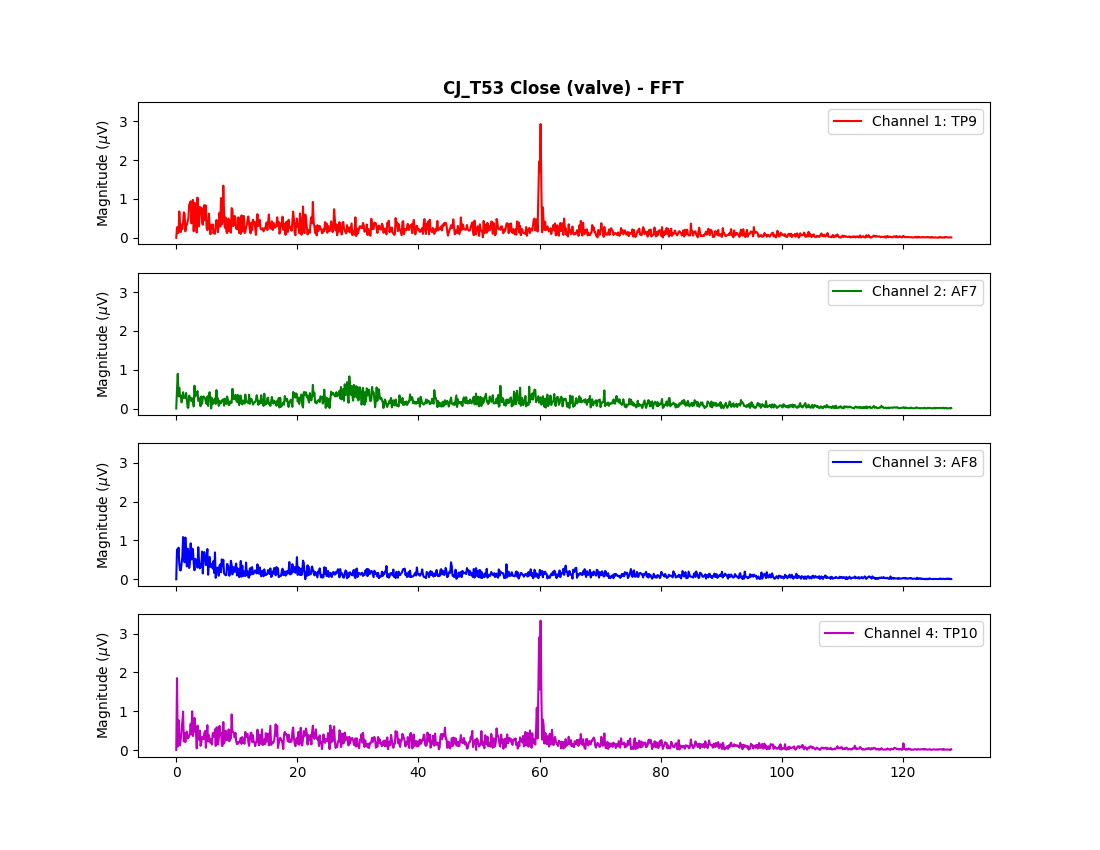 CJ_T53 Close (valve) - FFT
Magnitude (μV)
3
2
1
0
Channel 1: TP9
Magnitude (μV)
3
2
1
0
Channel 2: AF7
Magnitude (μV)
3
2
1
0
Channel 3: AF8
Magnitude (μV)
3
2
1
0
Channel 4: TP10
0 20 40 60 80 100 120